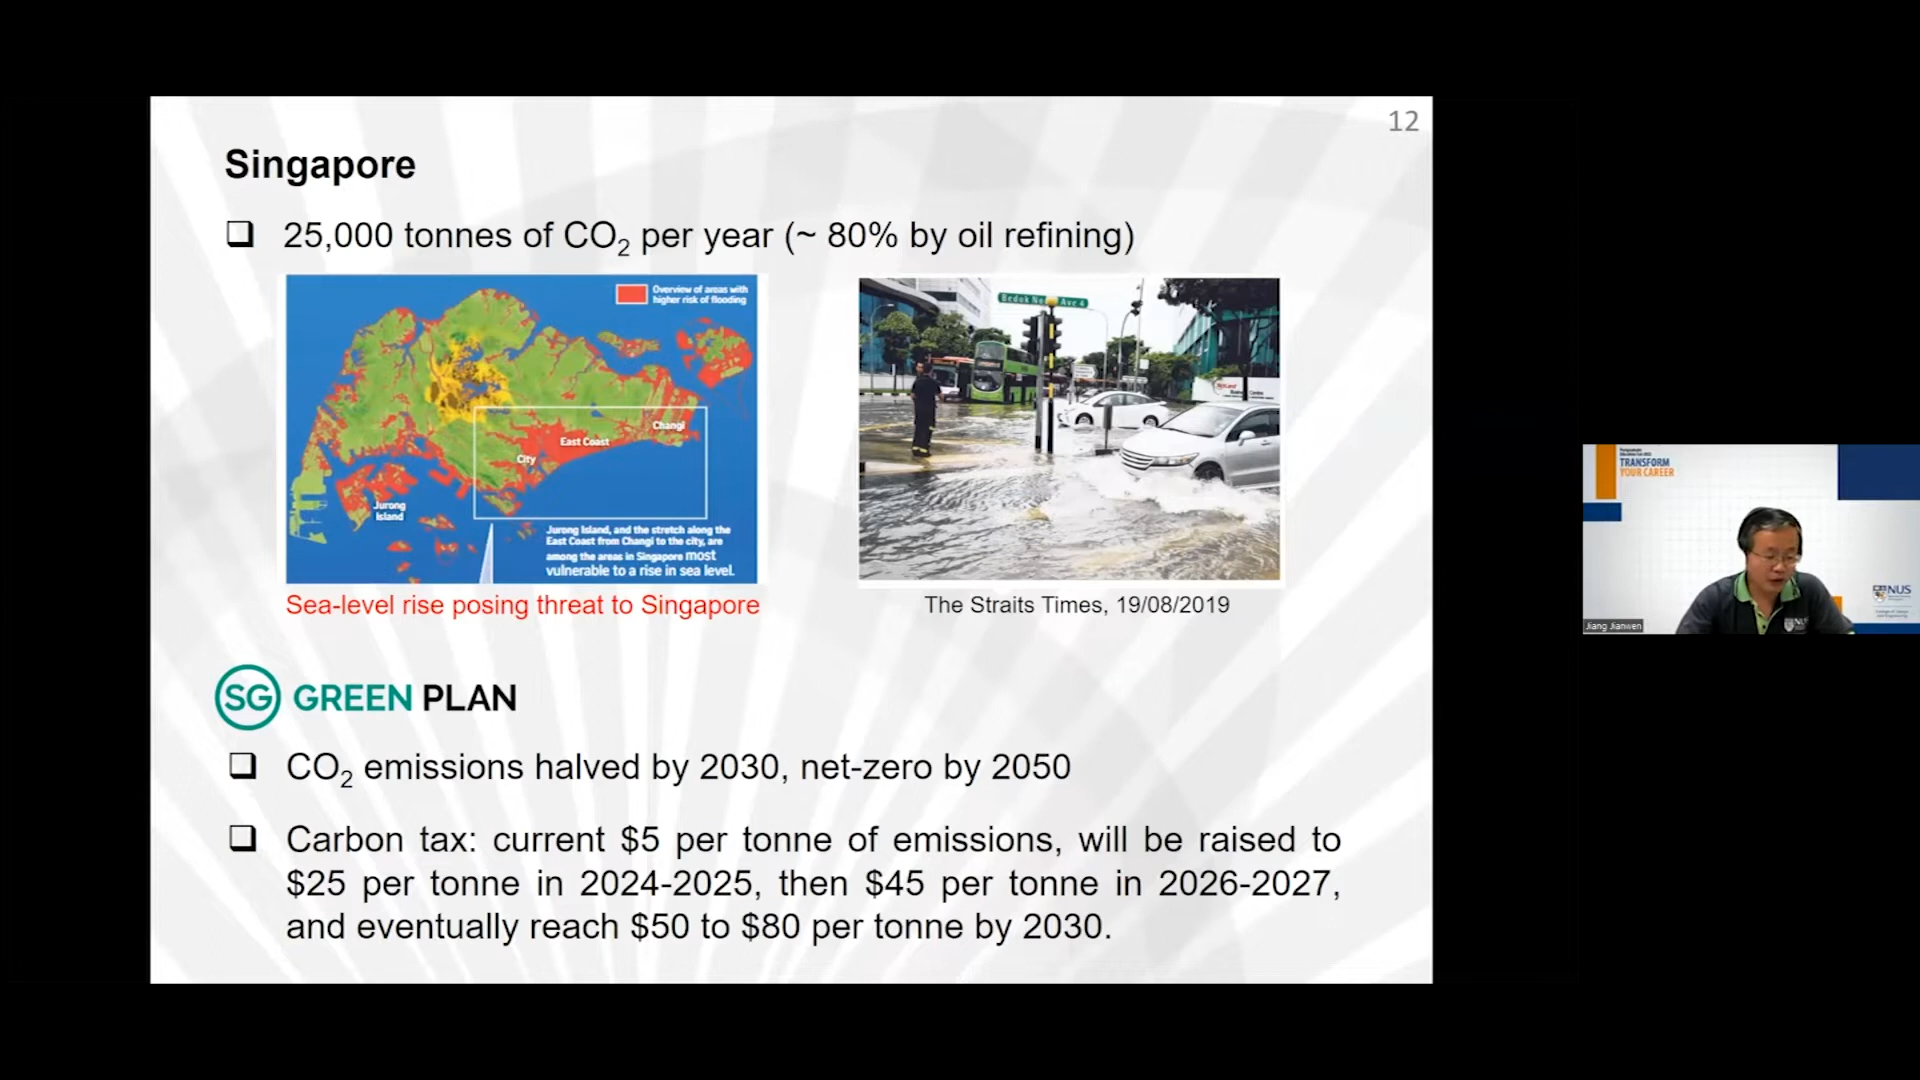 12
Singapore
25,000 tonnes of CO2 per year (~ 80% by oil refining)
Overview of areas with
higher risk of flooding
East Coast
Changi
City
Jurong
Island
Jurong Island, and the stretch along the
East Coast from Changi to the city, are
among the areas in Singapore most
vulnerable to a rise in sea level.
Sea-level rise posing threat to Singapore
Bedok Ave 4
The Straits Times, 19/08/2019
SG GREEN PLAN
CO2 emissions halved by 2030, net-zero by 2050
Carbon tax: current $5 per tonne of emissions, will be raised to
$25 per tonne in 2024-2025, then $45 per tonne in 2026-2027,
and eventually reach $50 to $80 per tonne by 2030.
TRANSFORM
YOUR CAREER
NUS
NUS
Jiang Jianwen